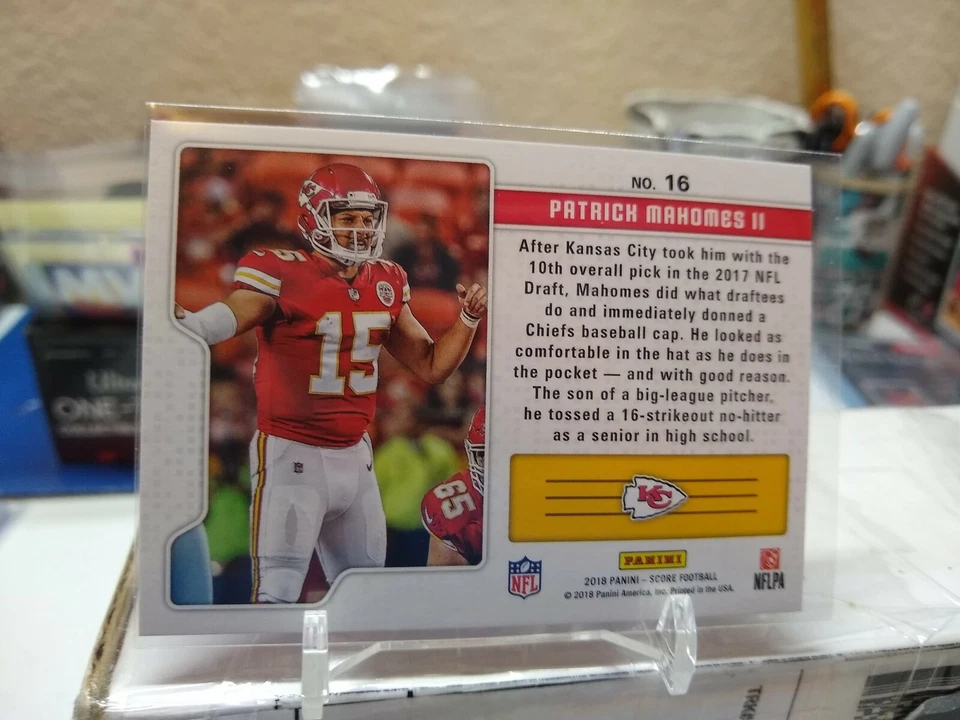 NO. 16
PATRICK MAHOMES II
After Kansas City took him with the
10th overall pick in the 2017 NFL
Draft, Mahomes did what draftees
do and immediately donned a
Chiefs baseball cap. He looked as
comfortable in the hat as he does in
the pocket — and with good reason.
The son of a big-league pitcher,
he tossed a 16-strikeout no-hitter
as a senior in high school.
KC
PANINI
NFL
2018 PANINI – SCORE FOOTBALL
© 2018 Panini America, Inc. Printed in the USA.
NFLPA
15
15
65
ONE